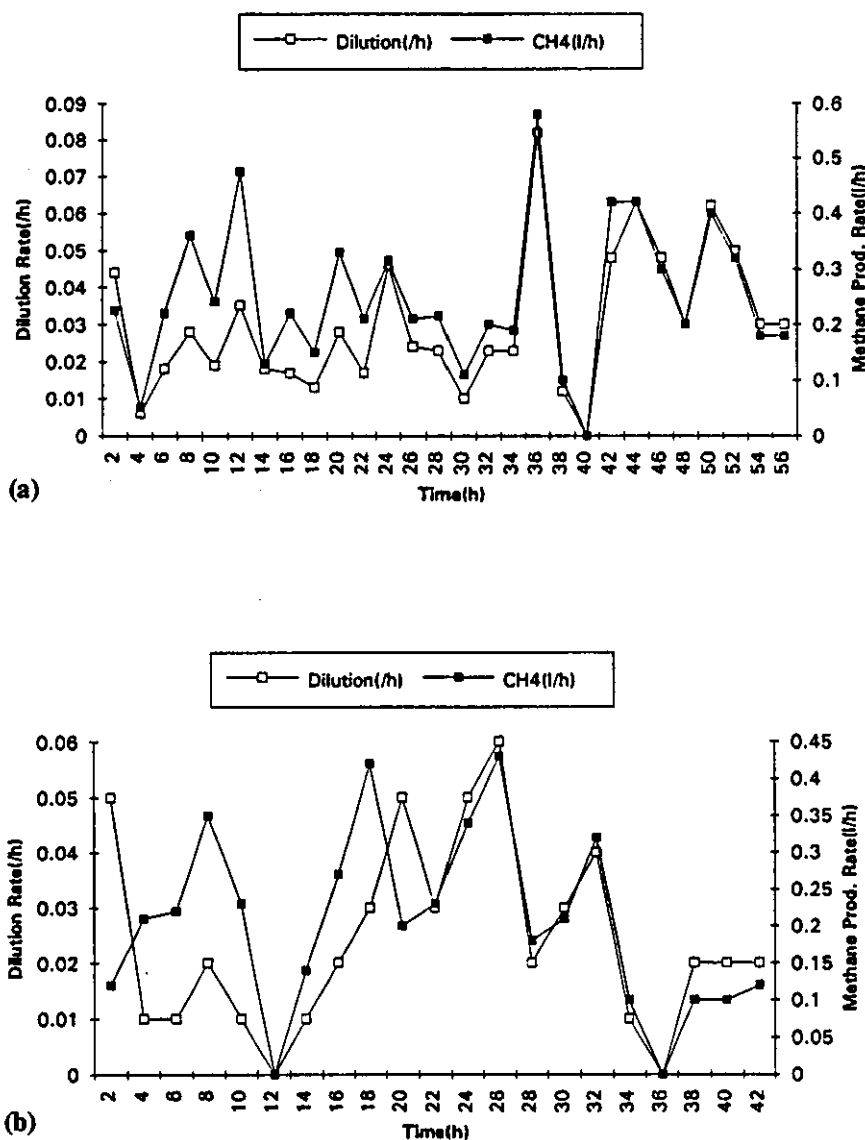 Dilution(/h) CH4(l/h)
Dilution Rate(/h)
0.09
0.08
0.07
0.06
0.05
0.04
0.03
0.02
0.01
0
Methane Prod. Rate(l/h)
0.6
0.5
0.4
0.3
0.2
0.1
0
2 4 6 8 10 12 14 16 18 20 22 24 26 28 30 32 34 36 38 40 42 44 46 48 50 52 54 56
Time(h)
(a)
Dilution(/h) CH4(l/h)
Dilution Rate(/h)
0.06
0.05
0.04
0.03
0.02
0.01
0
Methane Prod. Rate(l/h)
0.45
0.4
0.35
0.3
0.25
0.2
0.15
0.1
0.05
0
2 4 6 8 10 12 14 16 18 20 22 24 26 28 30 32 34 36 38 40 42
Time(h)
(b)